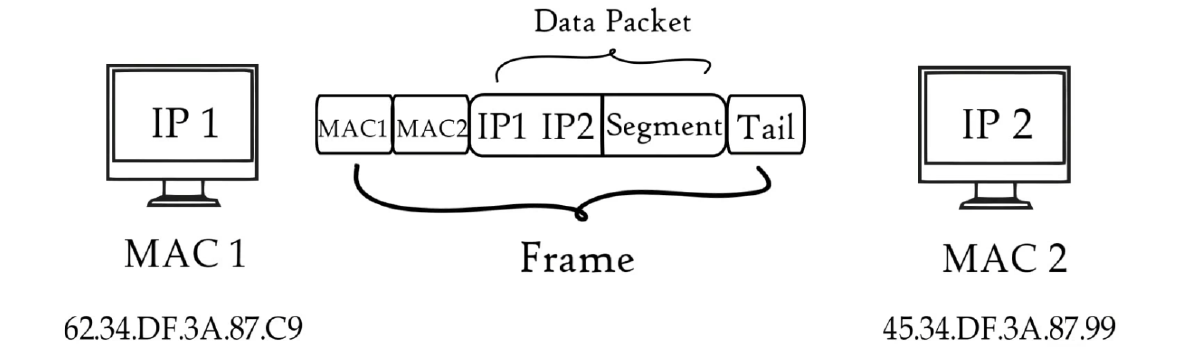 Data Packet
IP 1
MAC1 MAC2 IP1 IP2 Segment Tail
IP 2
MAC 1
Frame
MAC 2
62.34.DF.3A.87.C9
45.34.DF.3A.87.99